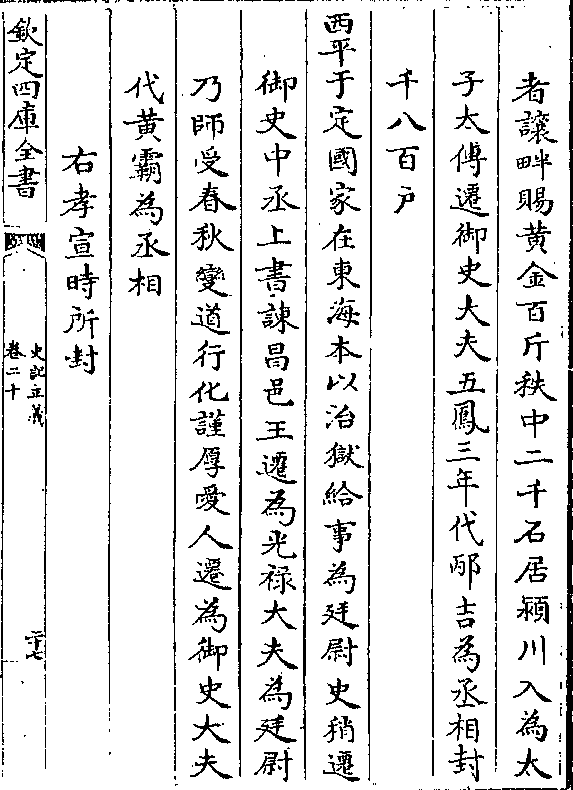 者讓畔賜黃金百斤秩中二千石居潁川入為太
子太傅遷御史大夫五鳳三年代邴吉為丞相封
千八百戸
西平于定國家在東海本以治獄給事為廷尉史稍遷
御史中丞上書諫昌邑王遷為光祿大夫為廷尉
乃師受春秋變道行化謹厚愛人遷為御史大夫
代黃霸為丞相
右孝宣時所封
欽定四庫全書
史記正義
卷二十
二十七